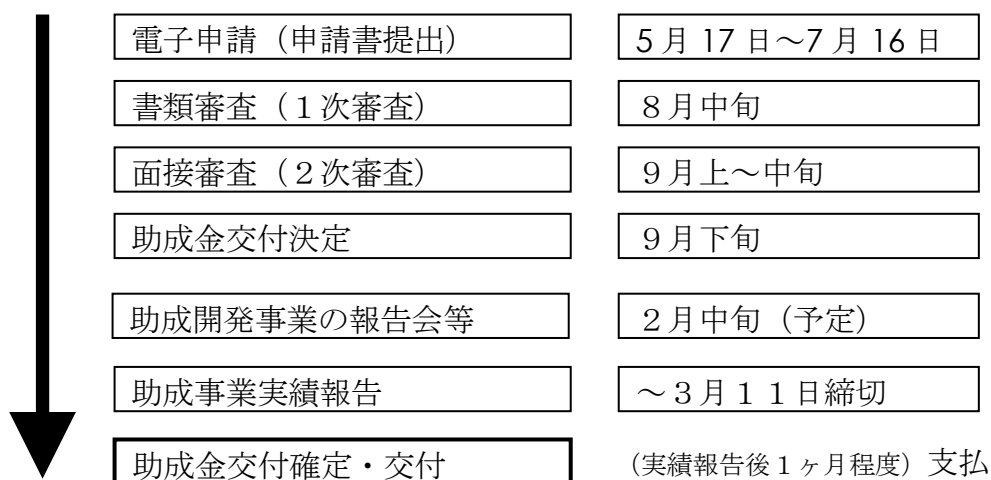 電子申請（申請書提出） 5月17日～7月16日
書類審査（１次審査） ８月中旬
面接審査（２次審査） ９月上～中旬
助成金交付決定 ９月下旬
助成開発事業の報告会等 ２月中旬（予定）
助成事業実績報告 ～３月１１日締切
助成金交付確定・交付 （実績報告後１ヶ月程度）支払